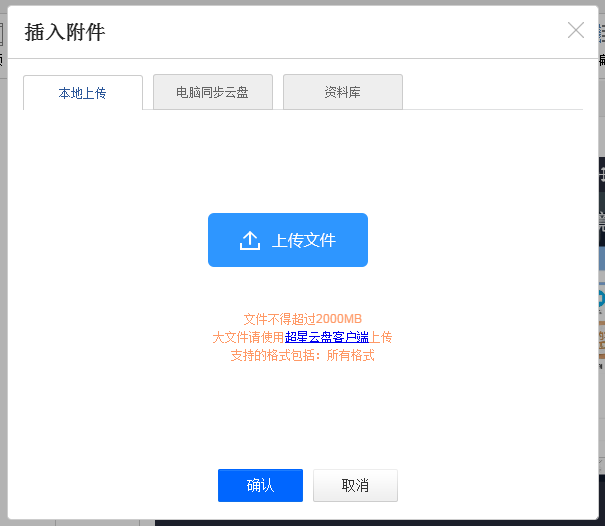 插入附件
本地上传
电脑同步云盘
资料库
上传文件
文件不得超过2000MB
大文件请使用超星云盘客户端上传
支持的格式包括：所有格式
确认
取消